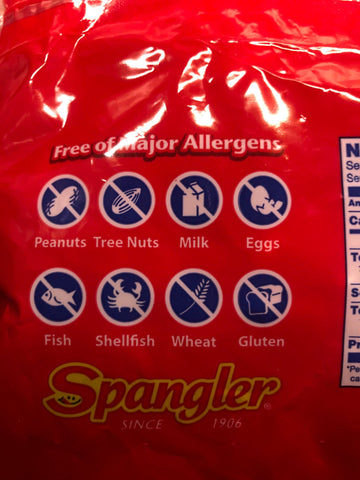 Free of Major Allergens
Peanuts Tree Nuts Milk Eggs
Fish Shellfish Wheat Gluten
Spangler®
SINCE 1906